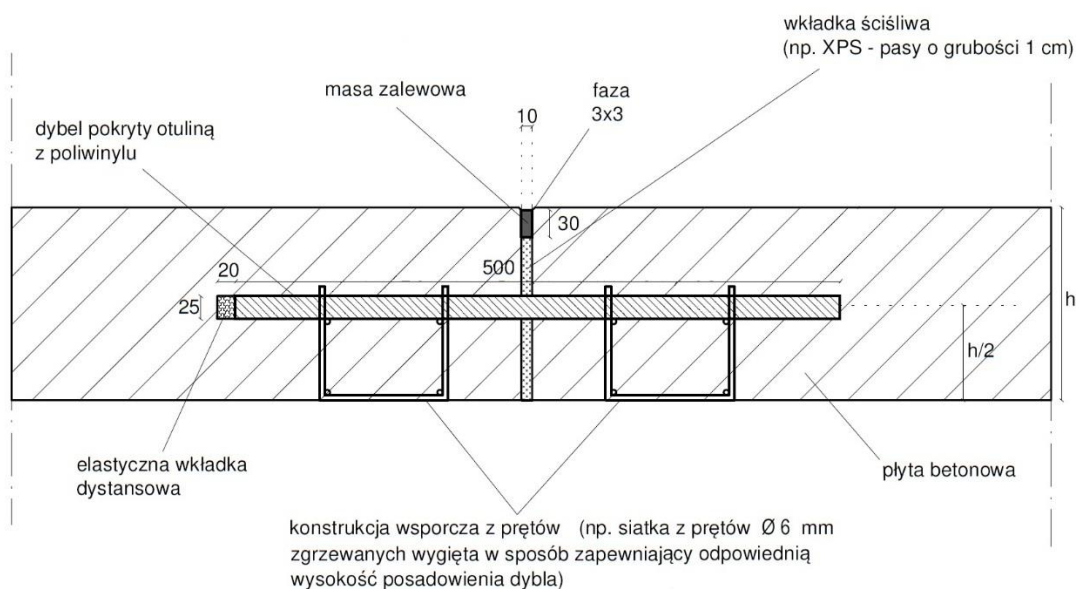 wkładka ściśliwa
(np. XPS - pasy o grubości 1 cm)
masa zalewowa
faza
3x3
10
dybel pokryty otuliną
z poliwinylu
30
20
500
25
h
h/2
elastyczna wkładka
dystansowa
płyta betonowa
konstrukcja wsporcza z prętów (np. siatka z prętów Ø 6 mm
zgrzewanych wygięta w sposób zapewniający odpowiednią
wysokość posadowienia dybla)